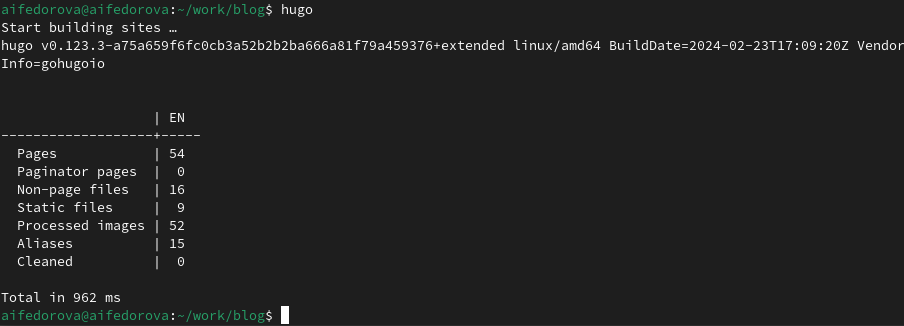 aifedorova@aifedorova:~/work/blog$ hugo
Start building sites …
hugo v0.123.3-a75a659f6fc0cb3a52b2b2ba666a81f79a459376+extended linux/amd64 BuildDate=2024-02-23T17:09:20Z Vendor
Info=gohugoio
                   | EN
-------------------+-----
  Pages            | 54
  Paginator pages  |  0
  Non-page files   | 16
  Static files     |  9
  Processed images | 52
  Aliases          | 15
  Cleaned          |  0
Total in 962 ms
aifedorova@aifedorova:~/work/blog$